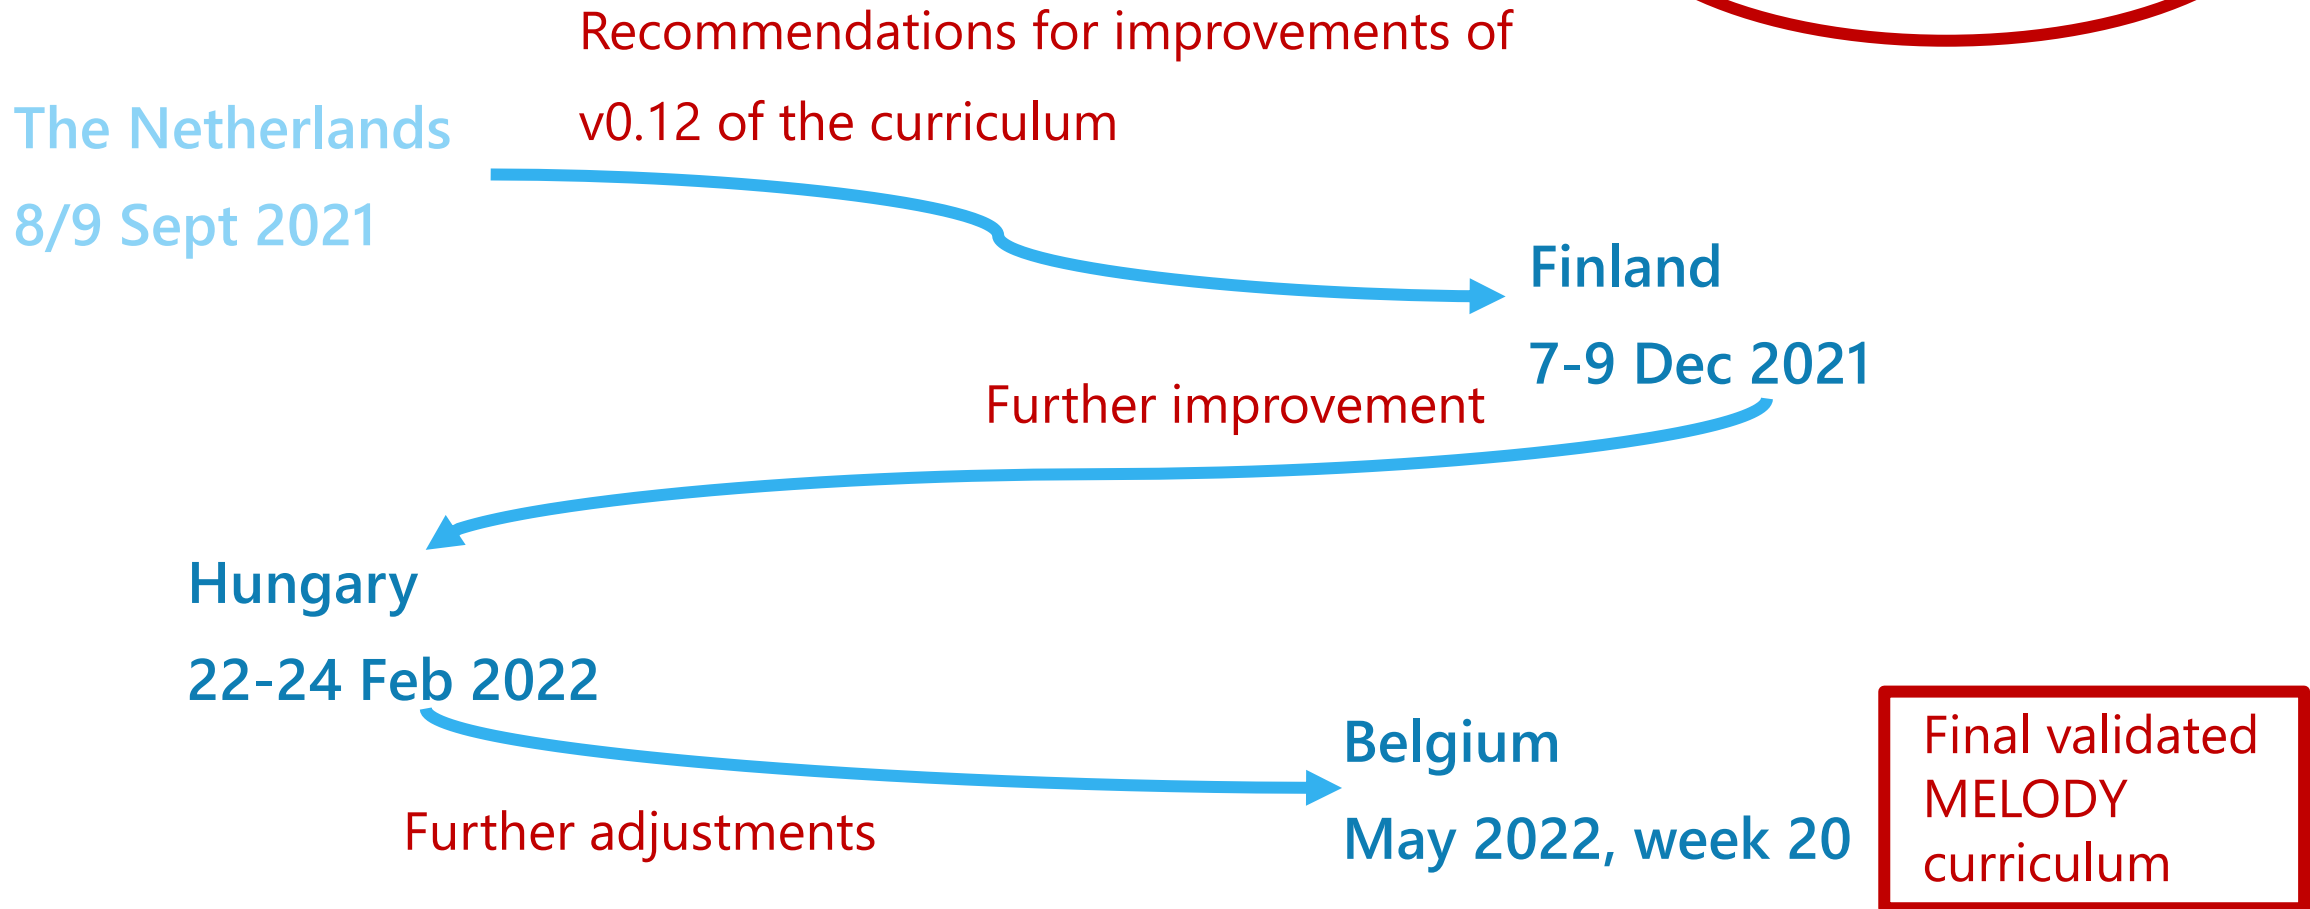 Recommendations for improvements of
v0.12 of the curriculum
The Netherlands
8/9 Sept 2021
Finland
7-9 Dec 2021
Further improvement
Hungary
22-24 Feb 2022
Belgium
May 2022, week 20
Further adjustments
Final validated
MELODY
curriculum